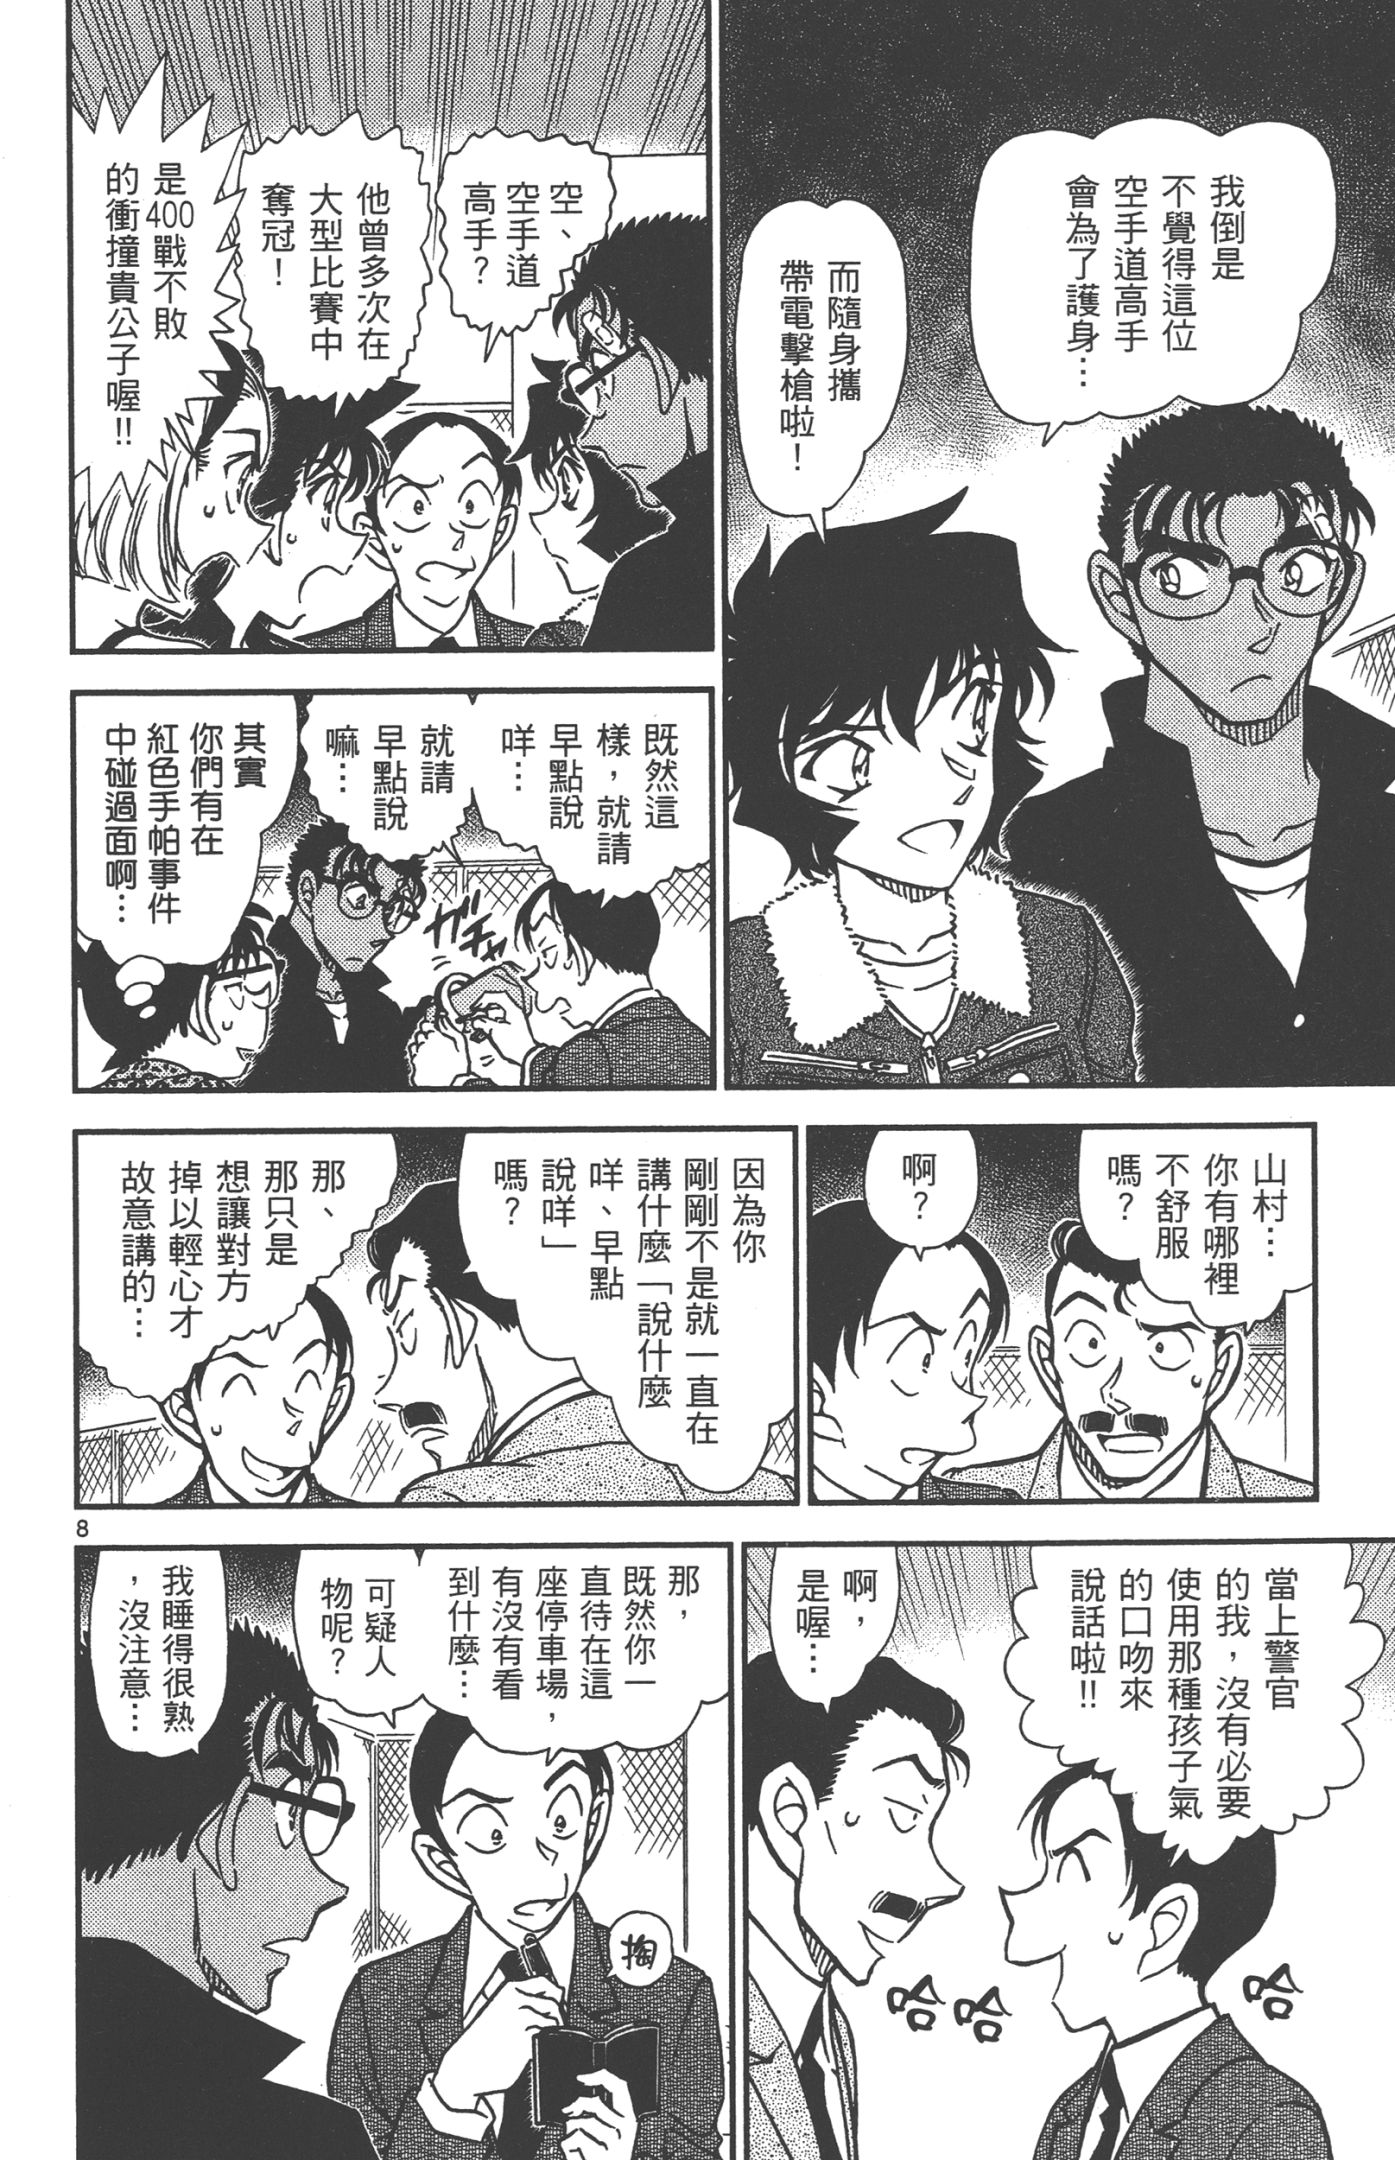 我倒是
不覺得這位
空手道高手
會為了護身…
而隨身攜
帶電擊槍啦！
空、
空手道
高手？
他曾多次在
大型比賽中
奪冠！
是400戰不敗
的衝撞貴公子喔!!
既然這
樣，就請
早點說
咩…
就請
早點說
嘛…
ガチャ
其實
你們有在
紅色手帕事件
中碰過面啊…
山村…
你有哪裡
不舒服
嗎？
啊？
因為你
剛剛不是就一直在
講什麼「說什麼
咩、早點
說咩」
嗎？
那、
那只是
想讓對方
掉以輕心才
故意講的…
8
當上警官
的我，沒有必要
使用那種孩子氣
的口吻來
說話啦!!
啊，
是喔…
哈
哈哈
那，
既然你一
直待在這
座停車場，
有沒有看
到什麼…
可疑人
物呢？
掏
我睡得很熟
，沒注意…